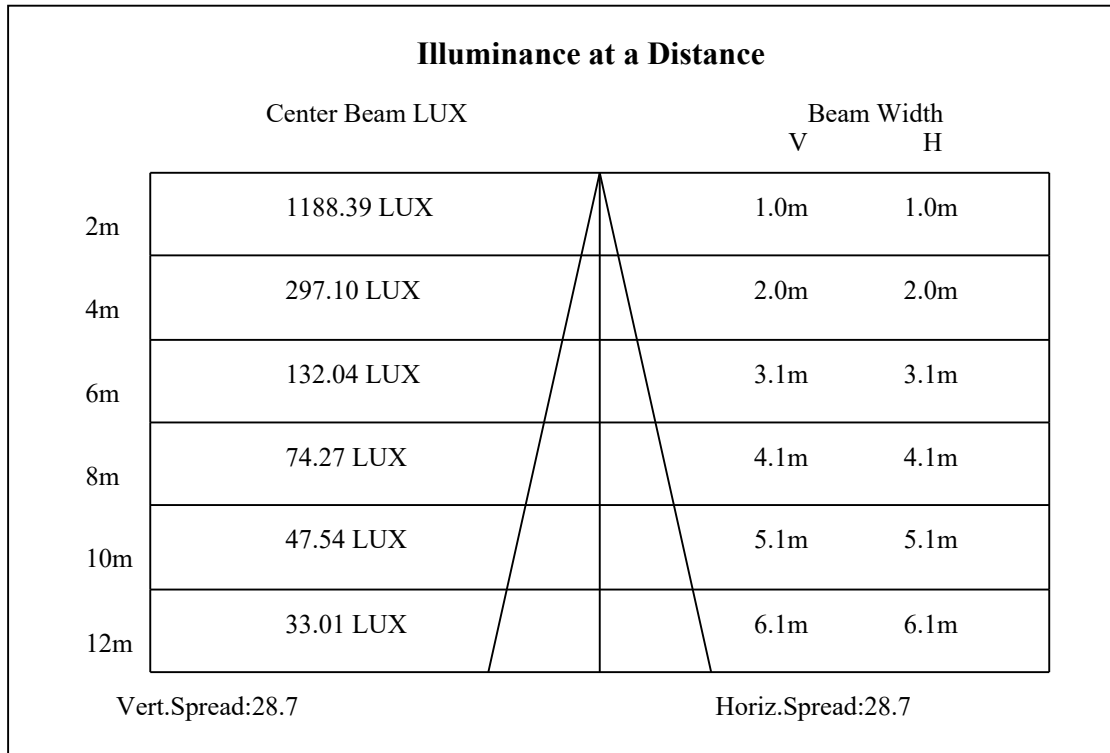 Illuminance at a Distance
Center Beam LUX Beam Width
V H
2m 1188.39 LUX 1.0m 1.0m
4m 297.10 LUX 2.0m 2.0m
6m 132.04 LUX 3.1m 3.1m
8m 74.27 LUX 4.1m 4.1m
10m 47.54 LUX 5.1m 5.1m
12m 33.01 LUX 6.1m 6.1m
Vert.Spread:28.7 Horiz.Spread:28.7